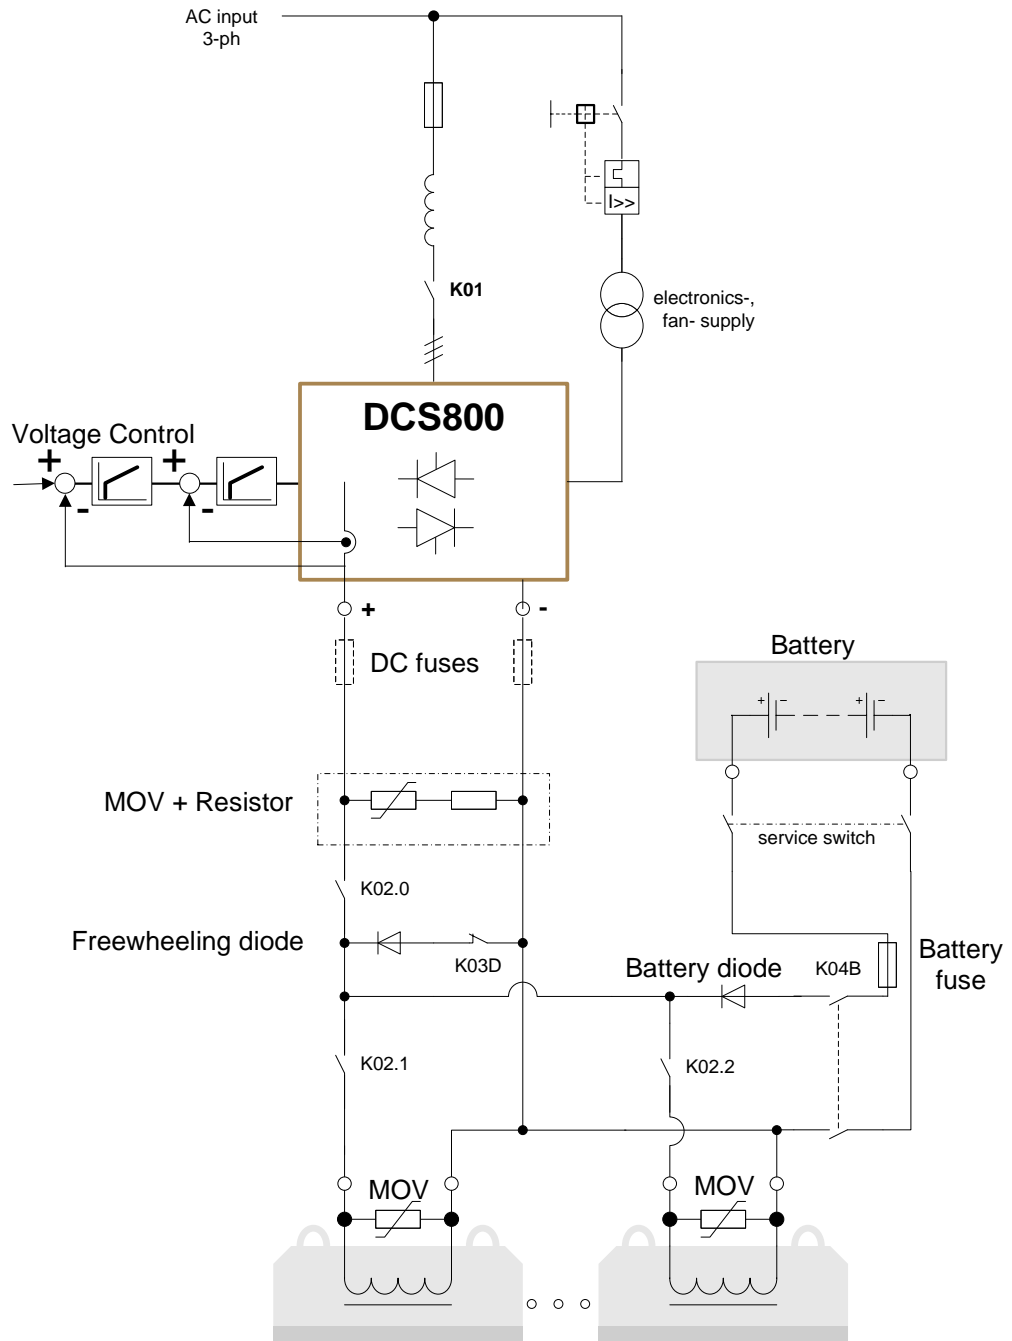 AC input
3-ph
I>>
K01
electronics-,
fan- supply
DCS800
Voltage Control
+
+
-
-
+
-
DC fuses
Battery
+
–
+
–
MOV + Resistor
service switch
K02.0
Freewheeling diode
K03D
Battery diode
K04B
Battery
fuse
K02.1
K02.2
MOV
MOV